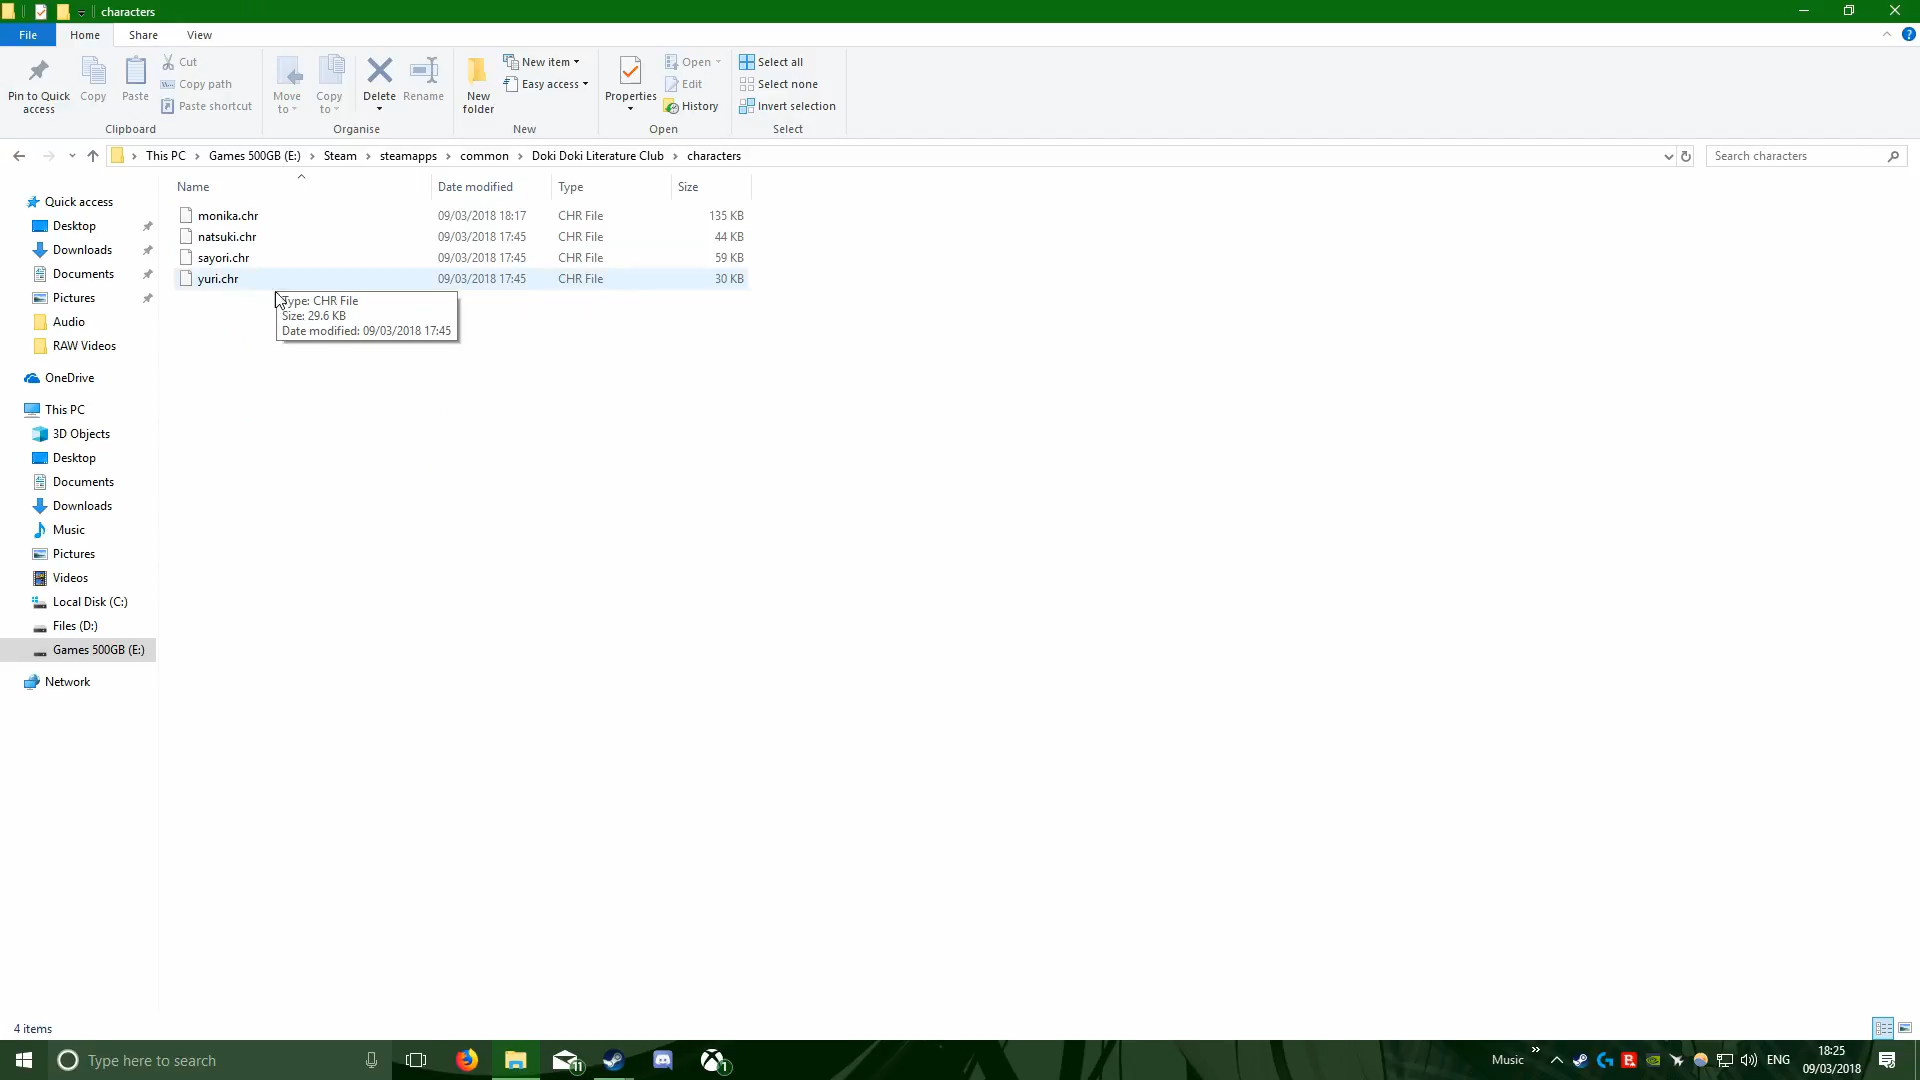 characters
File Home Share View
Pin to Quick access
Copy
Paste
Cut
Copy path
Paste shortcut
Clipboard
Move to
Copy to
Delete
Rename
Organise
New folder
New item
Easy access
New
Properties
Open
Edit
History
Open
Select all
Select none
Invert selection
Select
This PC Games 500GB (E:) Steam steamapps common Doki Doki Literature Club characters
Search characters
Name Date modified Type Size
monika.chr 09/03/2018 18:17 CHR File 135 KB
natsuki.chr 09/03/2018 17:45 CHR File 44 KB
sayori.chr 09/03/2018 17:45 CHR File 59 KB
yuri.chr 09/03/2018 17:45 CHR File 30 KB
Type: CHR File
Size: 29.6 KB
Date modified: 09/03/2018 17:45
Quick access
Desktop
Downloads
Documents
Pictures
Audio
RAW Videos
OneDrive
This PC
3D Objects
Desktop
Documents
Downloads
Music
Pictures
Videos
Local Disk (C:)
Files (D:)
Games 500GB (E:)
Network
4 items
Type here to search
11
1
Music
ENG
18:25
09/03/2018